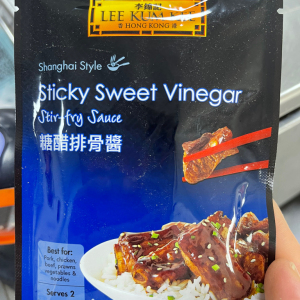 李錦記
LEE KUM KEE
香 HONG KONG 港
Shanghai Style
Sticky Sweet Vinegar
Stir-fry Sauce
糖醋排骨醬
Best for:
Pork, chicken,
beef, prawns,
vegetables &
noodles
Serves 2